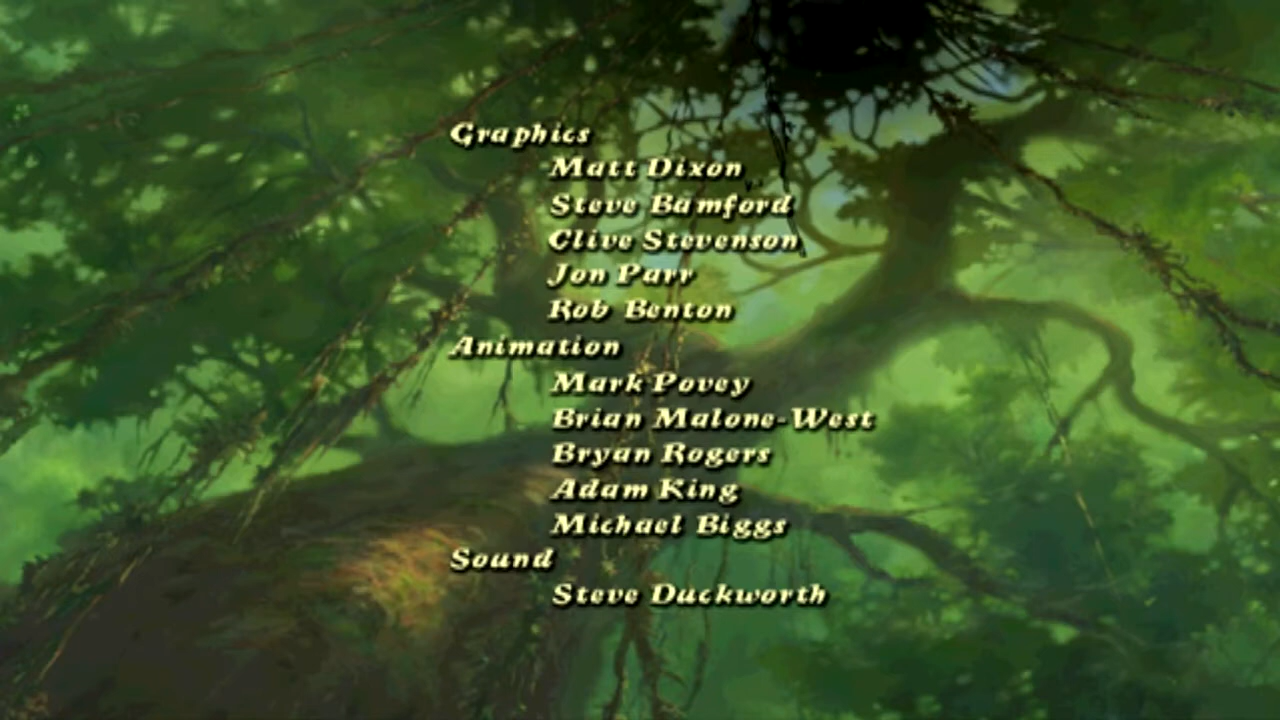 Graphics
Matt Dixon
Steve Bamford
Clive Stevenson
Jon Parr
Rob Benton
Animation
Mark Povey
Brian Malone-West
Bryan Rogers
Adam King
Michael Biggs
Sound
Steve Duckworth